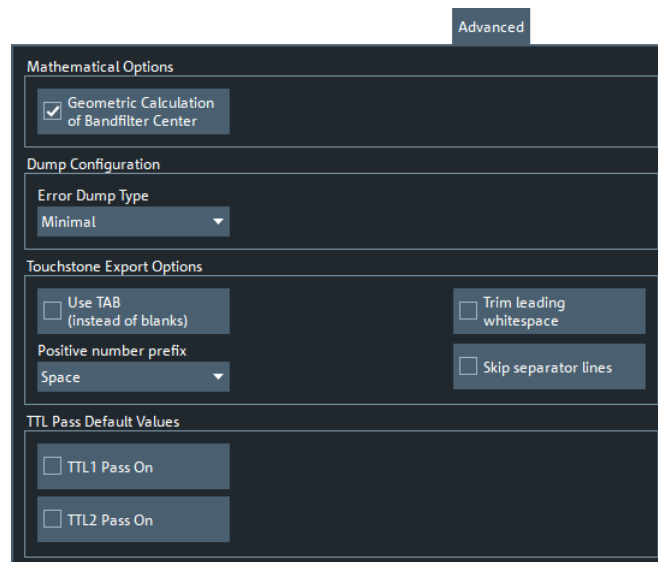 Advanced
Mathematical Options
Geometric Calculation
of Bandfilter Center
Dump Configuration
Error Dump Type
Minimal
Touchstone Export Options
Use TAB
(instead of blanks)
Trim leading
whitespace
Positive number prefix
Space
Skip separator lines
TTL Pass Default Values
TTL1 Pass On
TTL2 Pass On